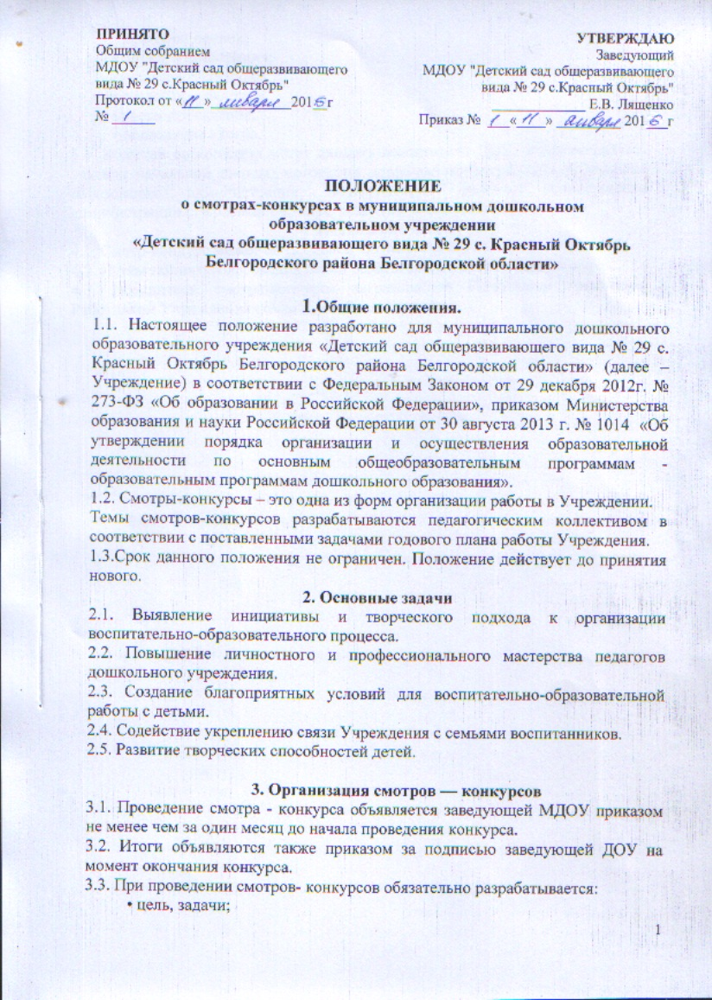 ПРИНЯТО
Общим собранием
МДОУ "Детский сад общеразвивающего
вида № 29 с.Красный Октябрь"
Протокол от «11» января 2016г
№ 1
УТВЕРЖДАЮ
Заведующий
МДОУ "Детский сад общеразвивающего
вида № 29 с.Красный Октябрь"
Е.В. Лященко
Приказ № 1 «11» января 2016г
ПОЛОЖЕНИЕ
о смотрах-конкурсах в муниципальном дошкольном
образовательном учреждении
«Детский сад общеразвивающего вида № 29 с. Красный Октябрь
Белгородского района Белгородской области»
1.Общие положения.
1.1. Настоящее положение разработано для муниципального дошкольного
образовательного учреждения «Детский сад общеразвивающего вида № 29 с.
Красный Октябрь Белгородского района Белгородской области» (далее –
Учреждение) в соответствии с Федеральным Законом от 29 декабря 2012г. №
273-ФЗ «Об образовании в Российской Федерации», приказом Министерства
образования и науки Российской Федерации от 30 августа 2013 г. № 1014 «Об
утверждении порядка организации и осуществления образовательной
деятельности по основным общеобразовательным программам -
образовательным программам дошкольного образования».
1.2. Смотры-конкурсы – это одна из форм организации работы в Учреждении.
Темы смотров-конкурсов разрабатываются педагогическим коллективом в
соответствии с поставленными задачами годового плана работы Учреждения.
1.3.Срок данного положения не ограничен. Положение действует до принятия
нового.
2. Основные задачи
2.1. Выявление инициативы и творческого подхода к организации
воспитательно-образовательного процесса.
2.2. Повышение личностного и профессионального мастерства педагогов
дошкольного учреждения.
2.3. Создание благоприятных условий для воспитательно-образовательной
работы с детьми.
2.4. Содействие укреплению связи Учреждения с семьями воспитанников.
2.5. Развитие творческих способностей детей.
3. Организация смотров — конкурсов
3.1. Проведение смотра - конкурса объявляется заведующей МДОУ приказом
не менее чем за один месяц до начала проведения конкурса.
3.2. Итоги объявляются также приказом за подписью заведующей ДОУ на
момент окончания конкурса.
3.3. При проведении смотров- конкурсов обязательно разрабатывается:
• цель, задачи;
1